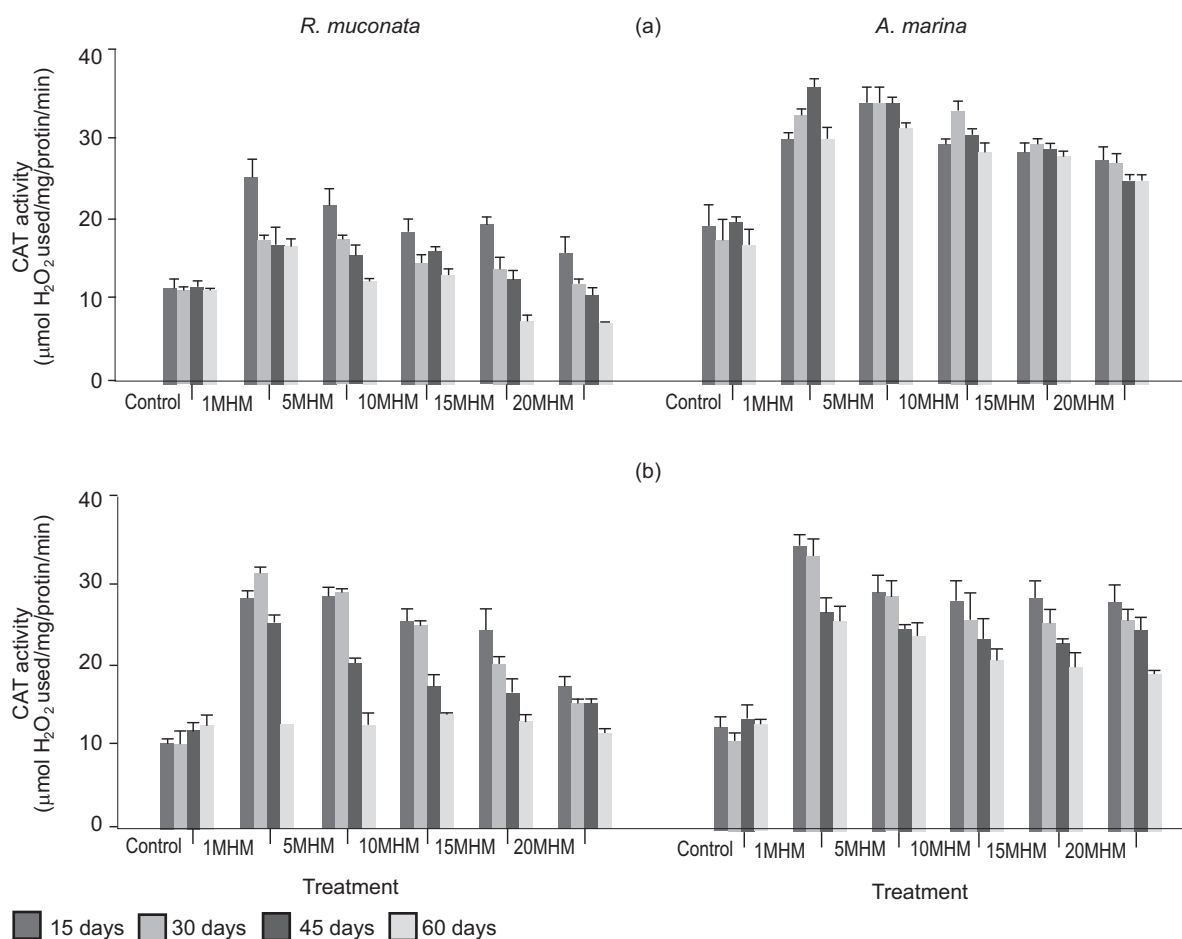 R. muconata (a) A. marina
CAT activity
(μmol H₂O₂ used/mg/protin/min)
40
30
20
10
0
Control 1MHM 5MHM 10MHM 15MHM 20MHM
Control 1MHM 5MHM 10MHM 15MHM 20MHM
(b)
CAT activity
(μmol H₂O₂ used/mg/protin/min)
40
30
20
10
0
Control 1MHM 5MHM 10MHM 15MHM 20MHM
Control 1MHM 5MHM 10MHM 15MHM 20MHM
Treatment
Treatment
15 days 30 days 45 days 60 days